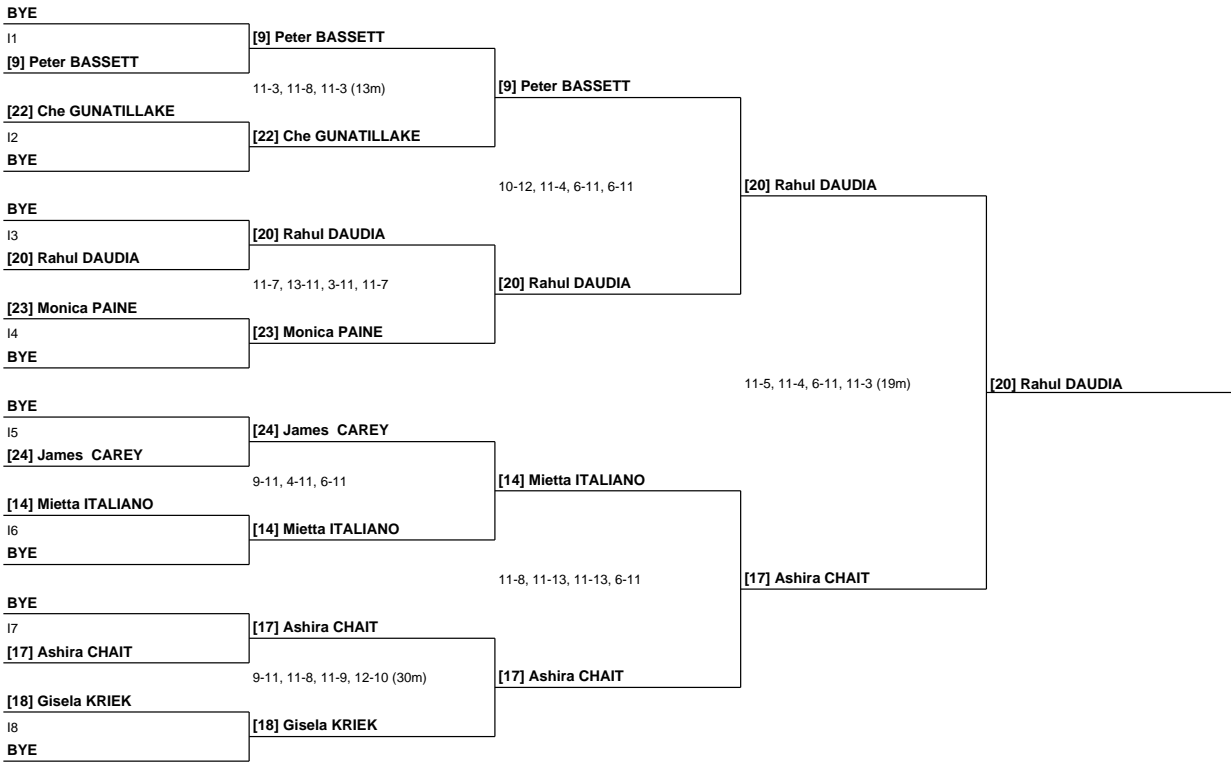 BYE
I1
[9] Peter BASSETT
[9] Peter BASSETT
11-3, 11-8, 11-3 (13m)
[9] Peter BASSETT
[22] Che GUNATILLAKE
I2
[22] Che GUNATILLAKE
BYE
10-12, 11-4, 6-11, 6-11
[20] Rahul DAUDIA
BYE
I3
[20] Rahul DAUDIA
[20] Rahul DAUDIA
11-7, 13-11, 3-11, 11-7
[20] Rahul DAUDIA
[23] Monica PAINE
I4
[23] Monica PAINE
BYE
11-5, 11-4, 6-11, 11-3 (19m)
[20] Rahul DAUDIA
BYE
I5
[24] James  CAREY
[24] James  CAREY
9-11, 4-11, 6-11
[14] Mietta ITALIANO
[14] Mietta ITALIANO
I6
[14] Mietta ITALIANO
BYE
11-8, 11-13, 11-13, 6-11
[17] Ashira CHAIT
BYE
I7
[17] Ashira CHAIT
[17] Ashira CHAIT
9-11, 11-8, 11-9, 12-10 (30m)
[17] Ashira CHAIT
[18] Gisela KRIEK
I8
[18] Gisela KRIEK
BYE